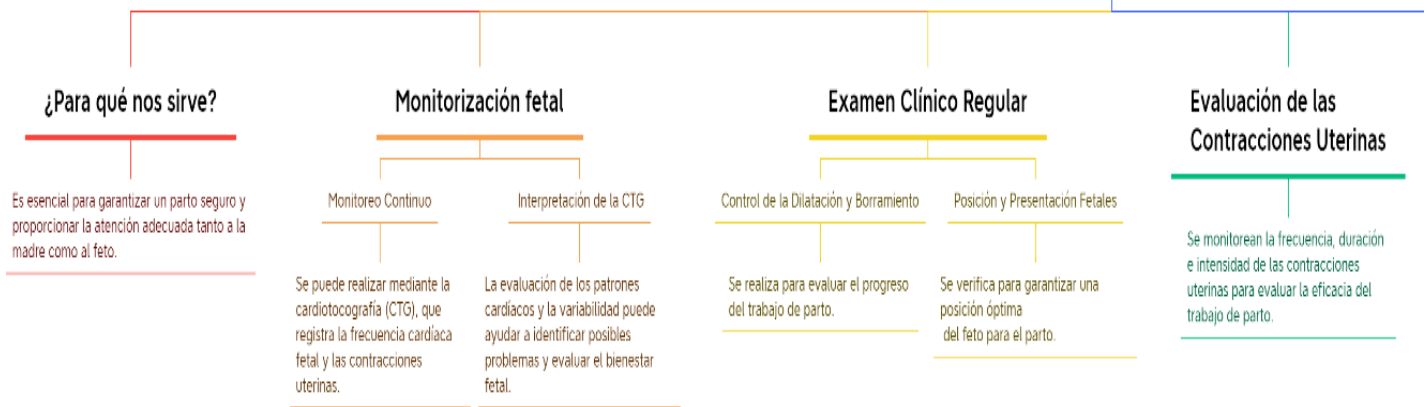 ¿Para qué nos sirve?
Es esencial para garantizar un parto seguro y
proporcionar la atención adecuada tanto a la
madre como al feto.
Monitorización fetal
Monitoreo Continuo
Se puede realizar mediante la
cardiotocografía (CTG), que
registra la frecuencia cardíaca
fetal y las contracciones
uterinas.
Interpretación de la CTG
La evaluación de los patrones
cardíacos y la variabilidad puede
ayudar a identificar posibles
problemas y evaluar el bienestar
fetal.
Examen Clínico Regular
Control de la Dilatación y Borramiento
Se realiza para evaluar el progreso
del trabajo de parto.
Posición y Presentación Fetales
Se verifica para garantizar una
posición óptima
del feto para el parto.
Evaluación de las
Contracciones Uterinas
Se monitorean la frecuencia, duración
e intensidad de las contracciones
uterinas para evaluar la eficacia del
trabajo de parto.